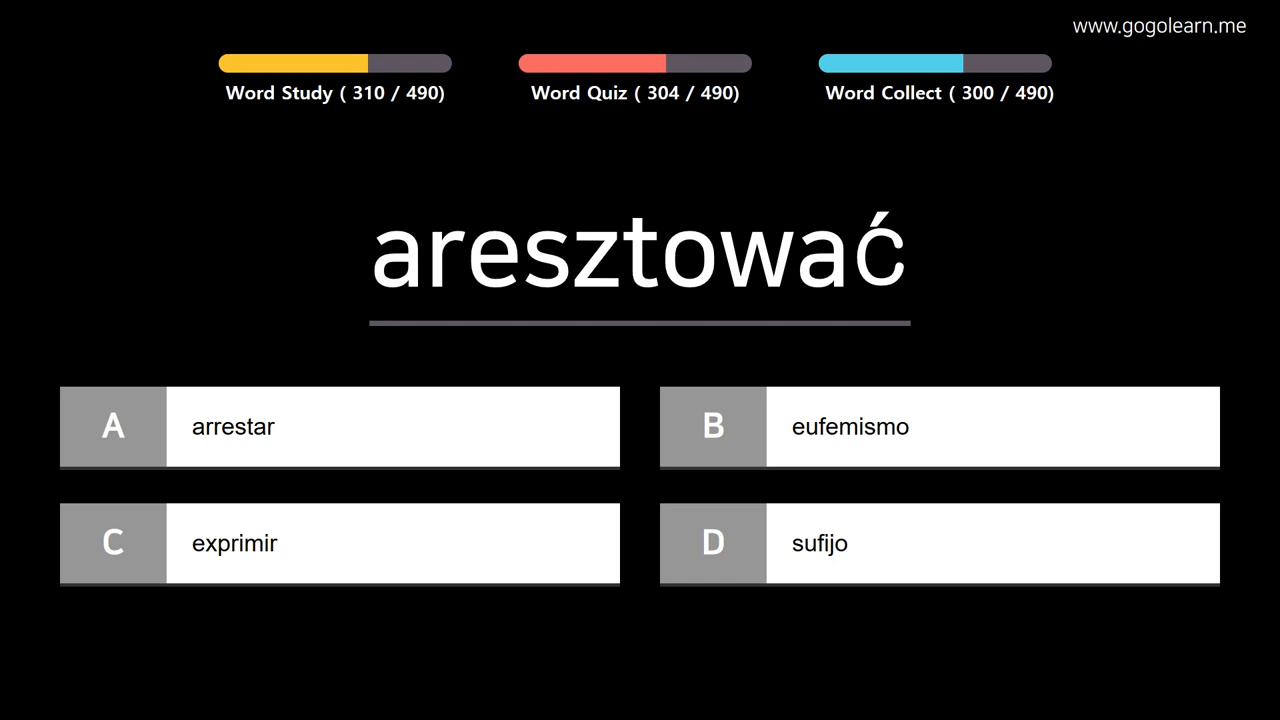 www.gogolearn.me
Word Study ( 310 / 490)
Word Quiz ( 304 / 490)
Word Collect ( 300 / 490)
aresztować
A arrestar
B eufemismo
C exprimir
D sufijo